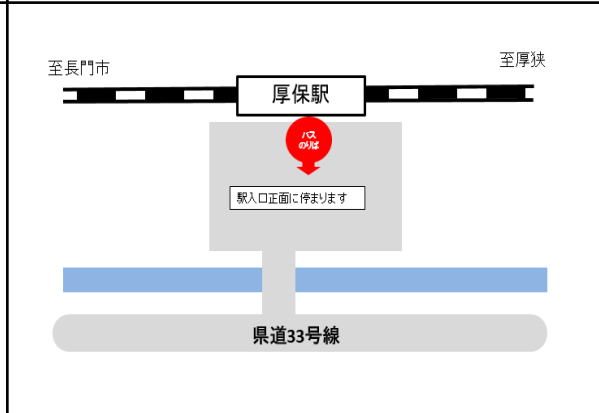 至長門市
至厚狭
厚保駅
バス
のりば
駅入口正面に停まります
県道33号線